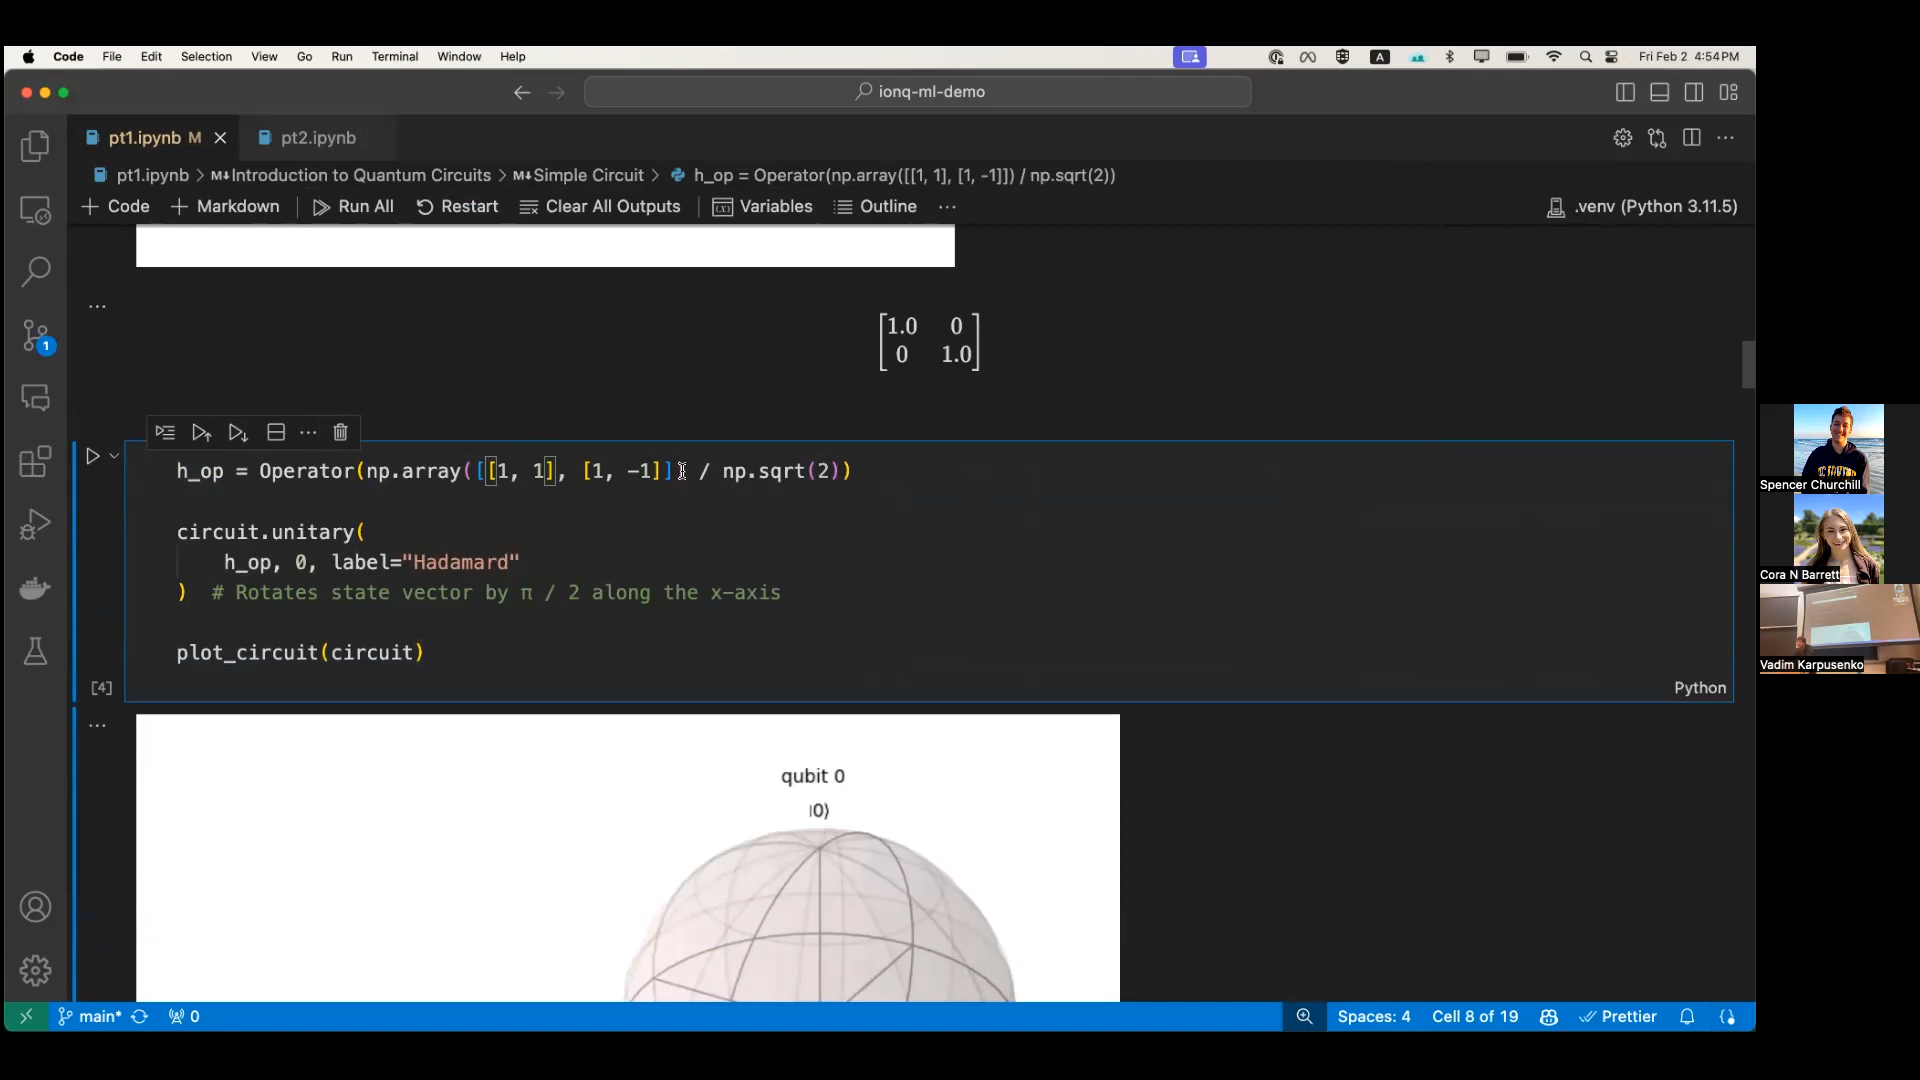 Code File Edit Selection View Go Run Terminal Window Help A Fri Feb 2 4:54PM
ionq-ml-demo
pt1.ipynb M pt2.ipynb
pt1.ipynb > M↓Introduction to Quantum Circuits > M↓Simple Circuit > h_op = Operator(np.array([[1, 1], [1, -1]]) / np.sqrt(2))
+ Code + Markdown Run All Restart Clear All Outputs Variables Outline ... .venv (Python 3.11.5)
...
1.0 0
0 1.0
1
...
h_op = Operator(np.array([[1, 1], [1, -1]]) / np.sqrt(2))
circuit.unitary(
h_op, 0, label="Hadamard"
) # Rotates state vector by π / 2 along the x-axis
plot_circuit(circuit)
[4] Python
...
qubit 0
|0⟩
main* 0 Spaces: 4 Cell 8 of 19 Prettier
Spencer Churchill
Cora N Barrett
Vadim Karpusenko